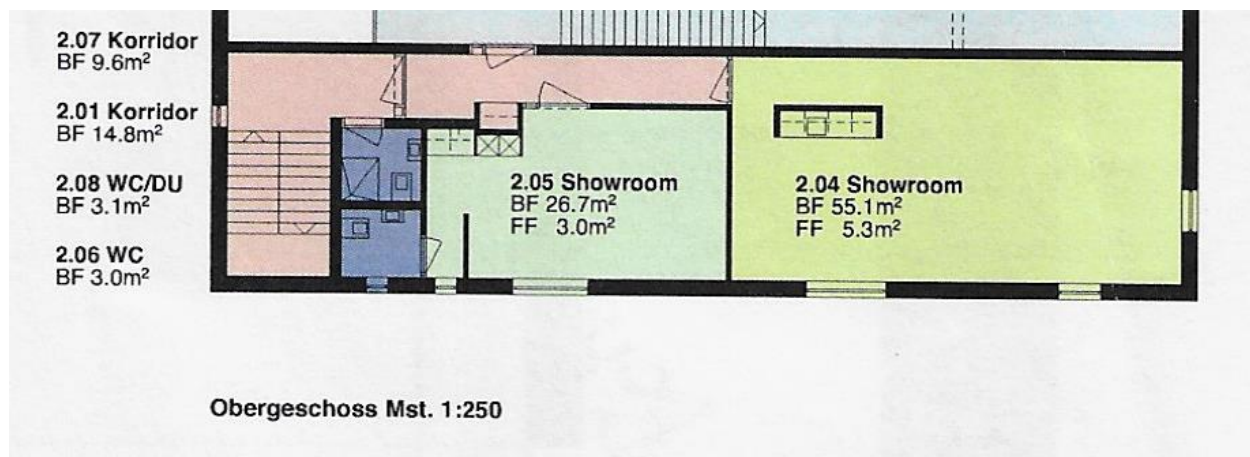 2.07 Korridor
BF 9.6m²
2.01 Korridor
BF 14.8m²
2.08 WC/DU
BF 3.1m²
2.06 WC
BF 3.0m²
2.05 Showroom
BF 26.7m²
FF 3.0m²
2.04 Showroom
BF 55.1m²
FF 5.3m²
Obergeschoss Mst. 1:250